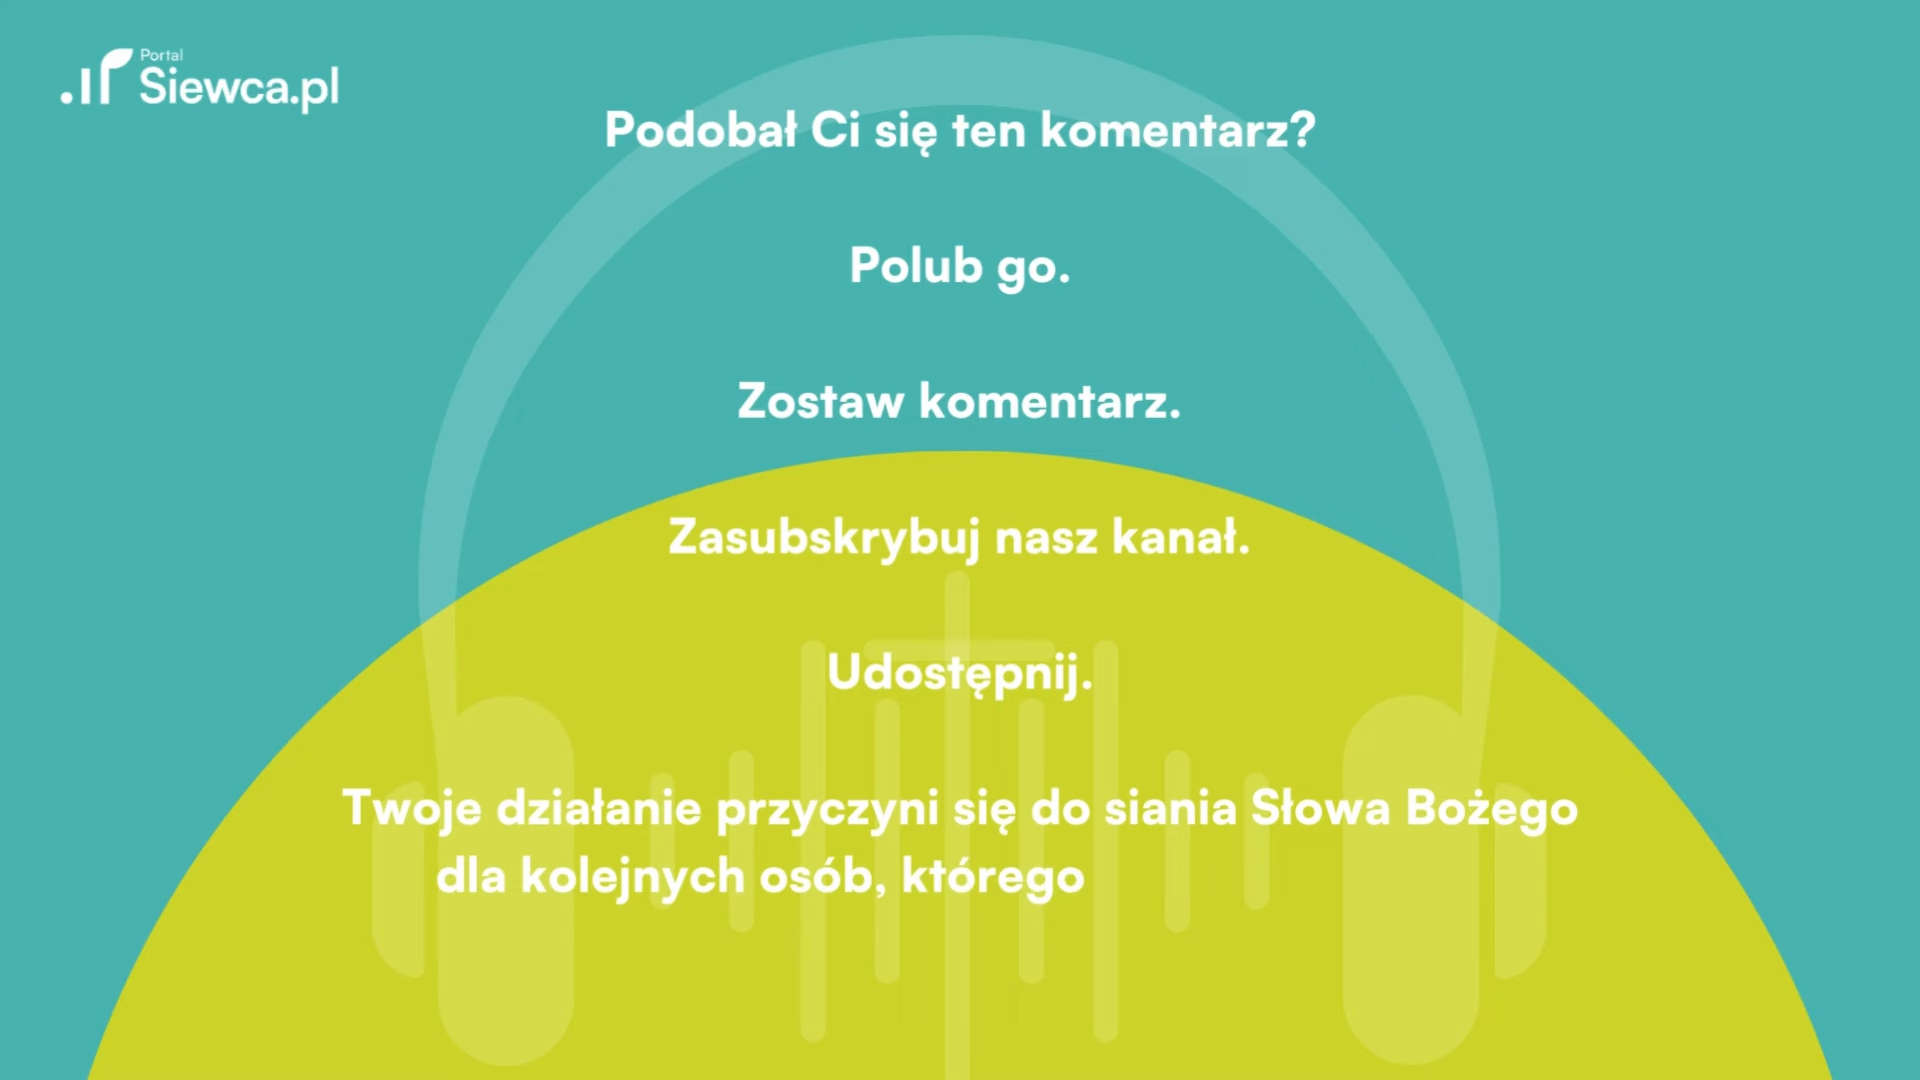 Portal
Siewca.pl
Podobał Ci się ten komentarz?
Polub go.
Zostaw komentarz.
Zasubskrybuj nasz kanał.
Udostępnij.
Twoje działanie przyczyni się do siania Słowa Bożego
dla kolejnych osób, którego